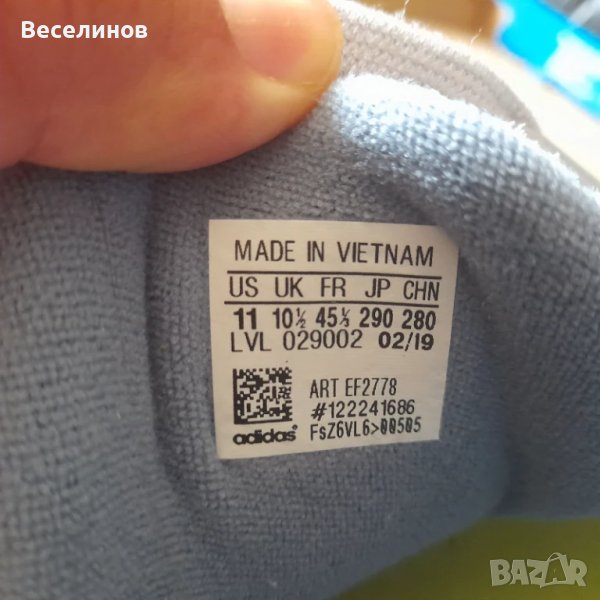 Веселинов
MADE IN VIETNAM
US UK FR JP CHN
11 10½ 45⅓ 290 280
LVL 029002 02/19
ART EF2778
#122241686
adidas® FsZ6VL6>00505
BAZAR